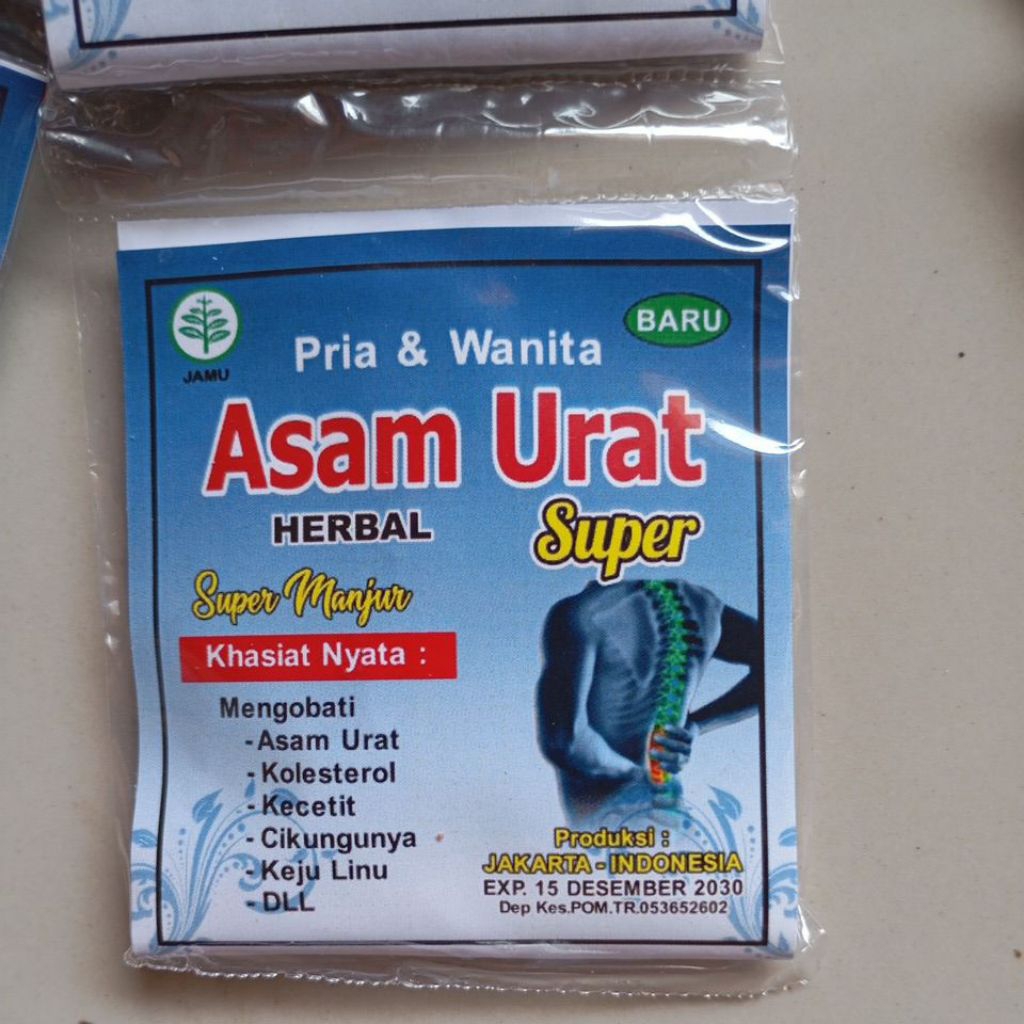 JAMU
BARU
Pria & Wanita
Asam Urat
HERBAL
Super
Super Manjur
Khasiat Nyata :
Mengobati
- Asam Urat
- Kolesterol
- Kecetit
- Cikungunya
- Keju Linu
- DLL
Produksi :
JAKARTA - INDONESIA
EXP. 15 DESEMBER 2030
Dep Kes.POM.TR.053652602